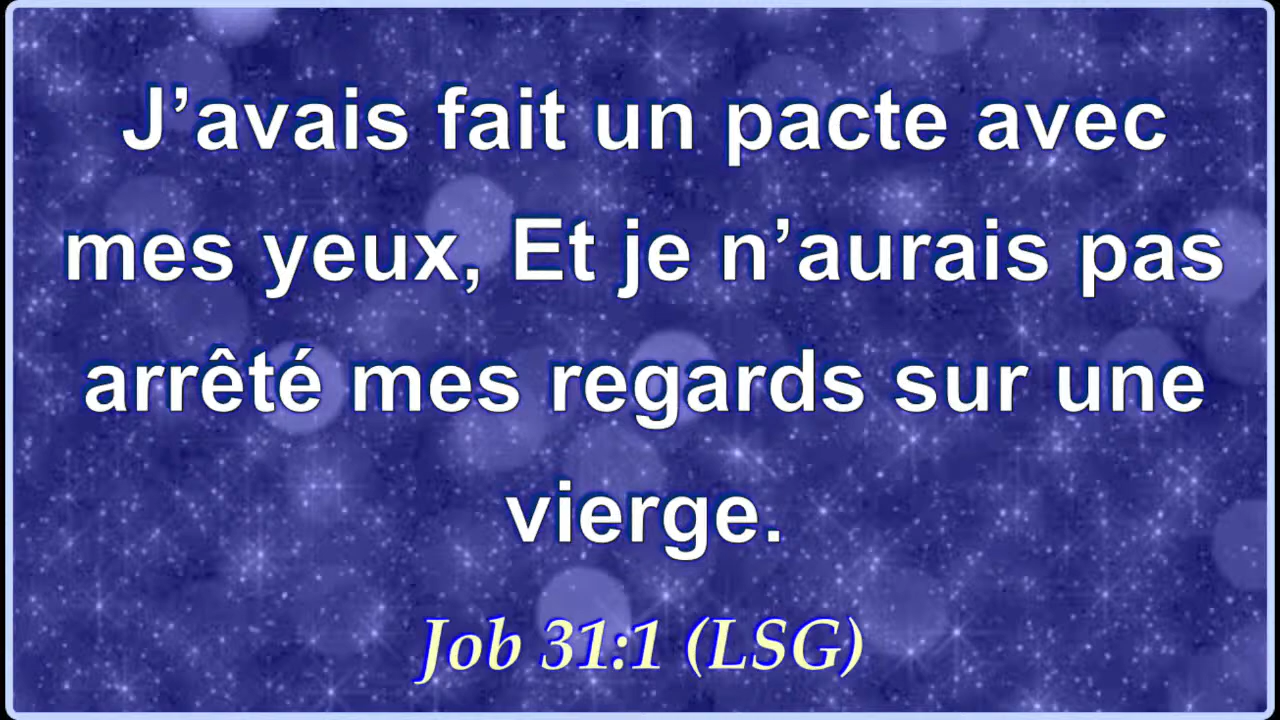 J’avais fait un pacte avec
mes yeux, Et je n’aurais pas
arrêté mes regards sur une
vierge.
Job 31:1 (LSG)